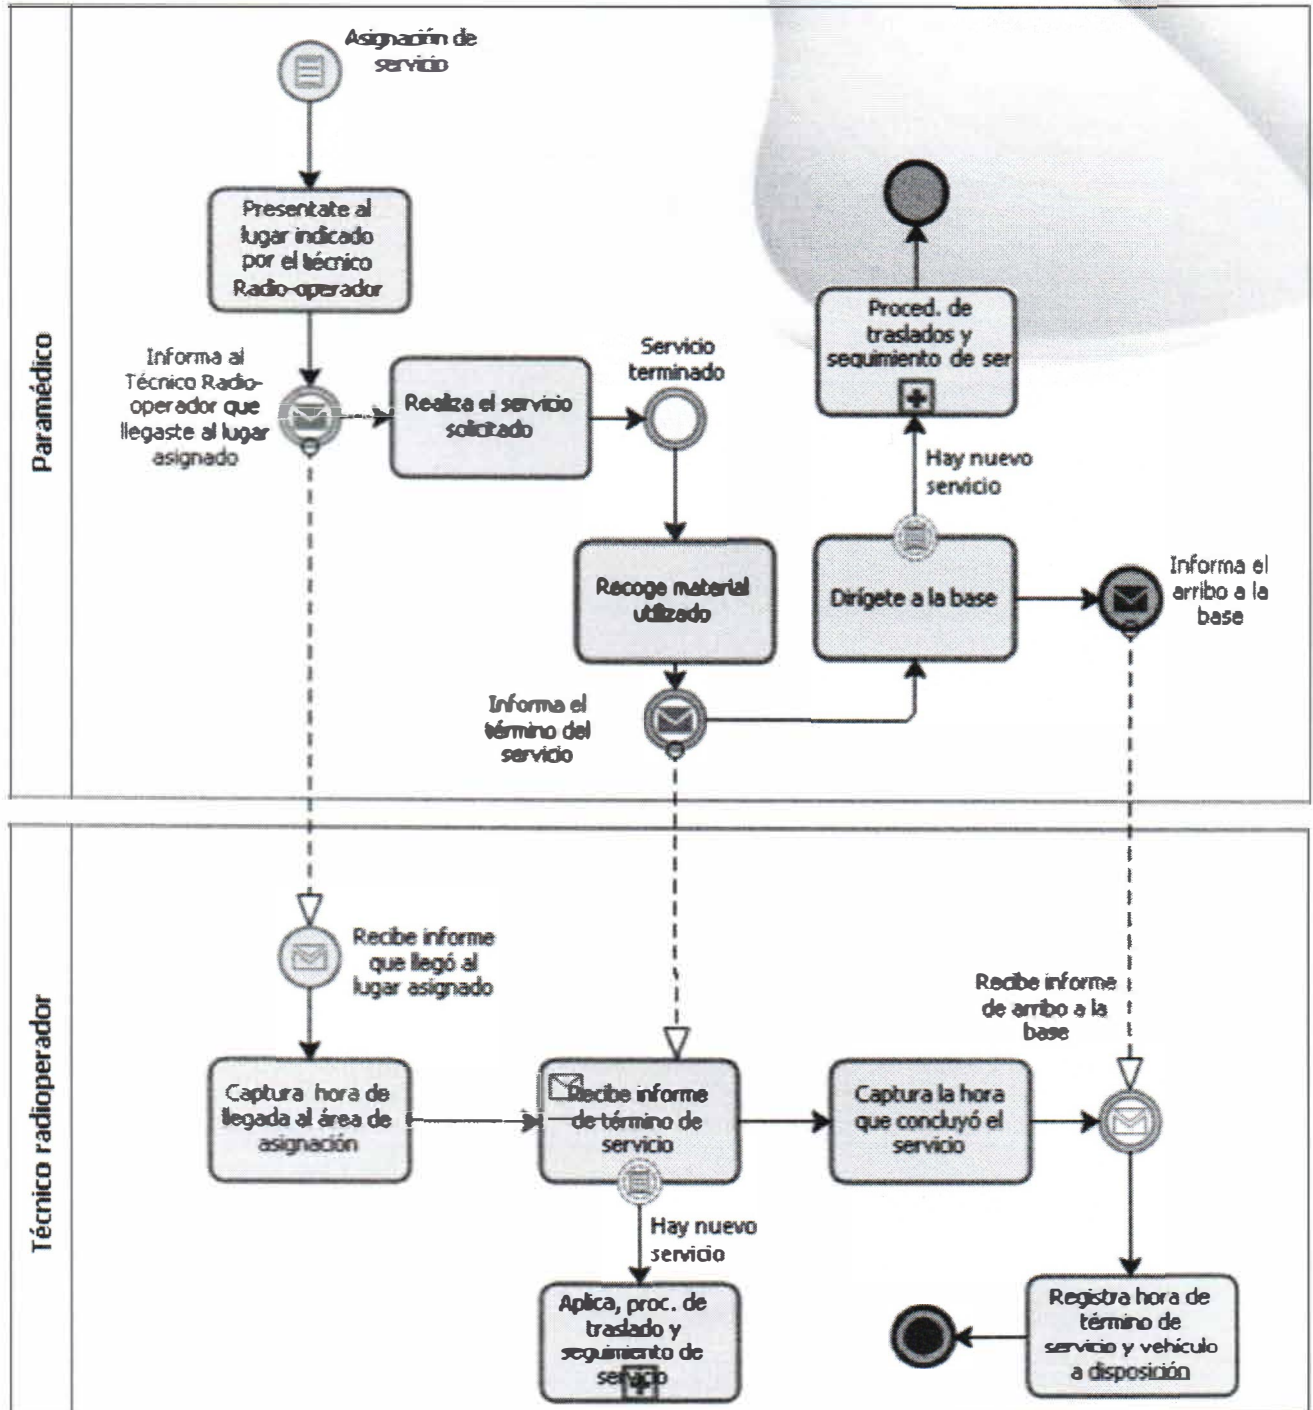 Paramédico
Asignación de
servicio
Presentate al
lugar indicado
por el técnico
Radio-operador
Informa al
Técnico Radio-
operador que
llegaste al lugar
asignado
Realiza el servicio
solicitado
Servicio
terminado
Recoge material
utilizado
Informa el
término del
servicio
Proced. de
traslados y
seguimiento de ser
Hay nuevo
servicio
Dirígete a la base
Informa el
arribo a la
base
Técnico radioperador
Recibe informe
que llegó al
lugar asignado
Captura hora de
llegada al área de
asignación
Recibe informe
de término de
servicio
Hay nuevo
servicio
Aplica, proc. de
traslado y
seguimiento de
servicio
Captura la hora
que concluyó el
servicio
Recibe informe
de arribo a la
base
Registra hora de
término de
servicio y vehículo
a disposición